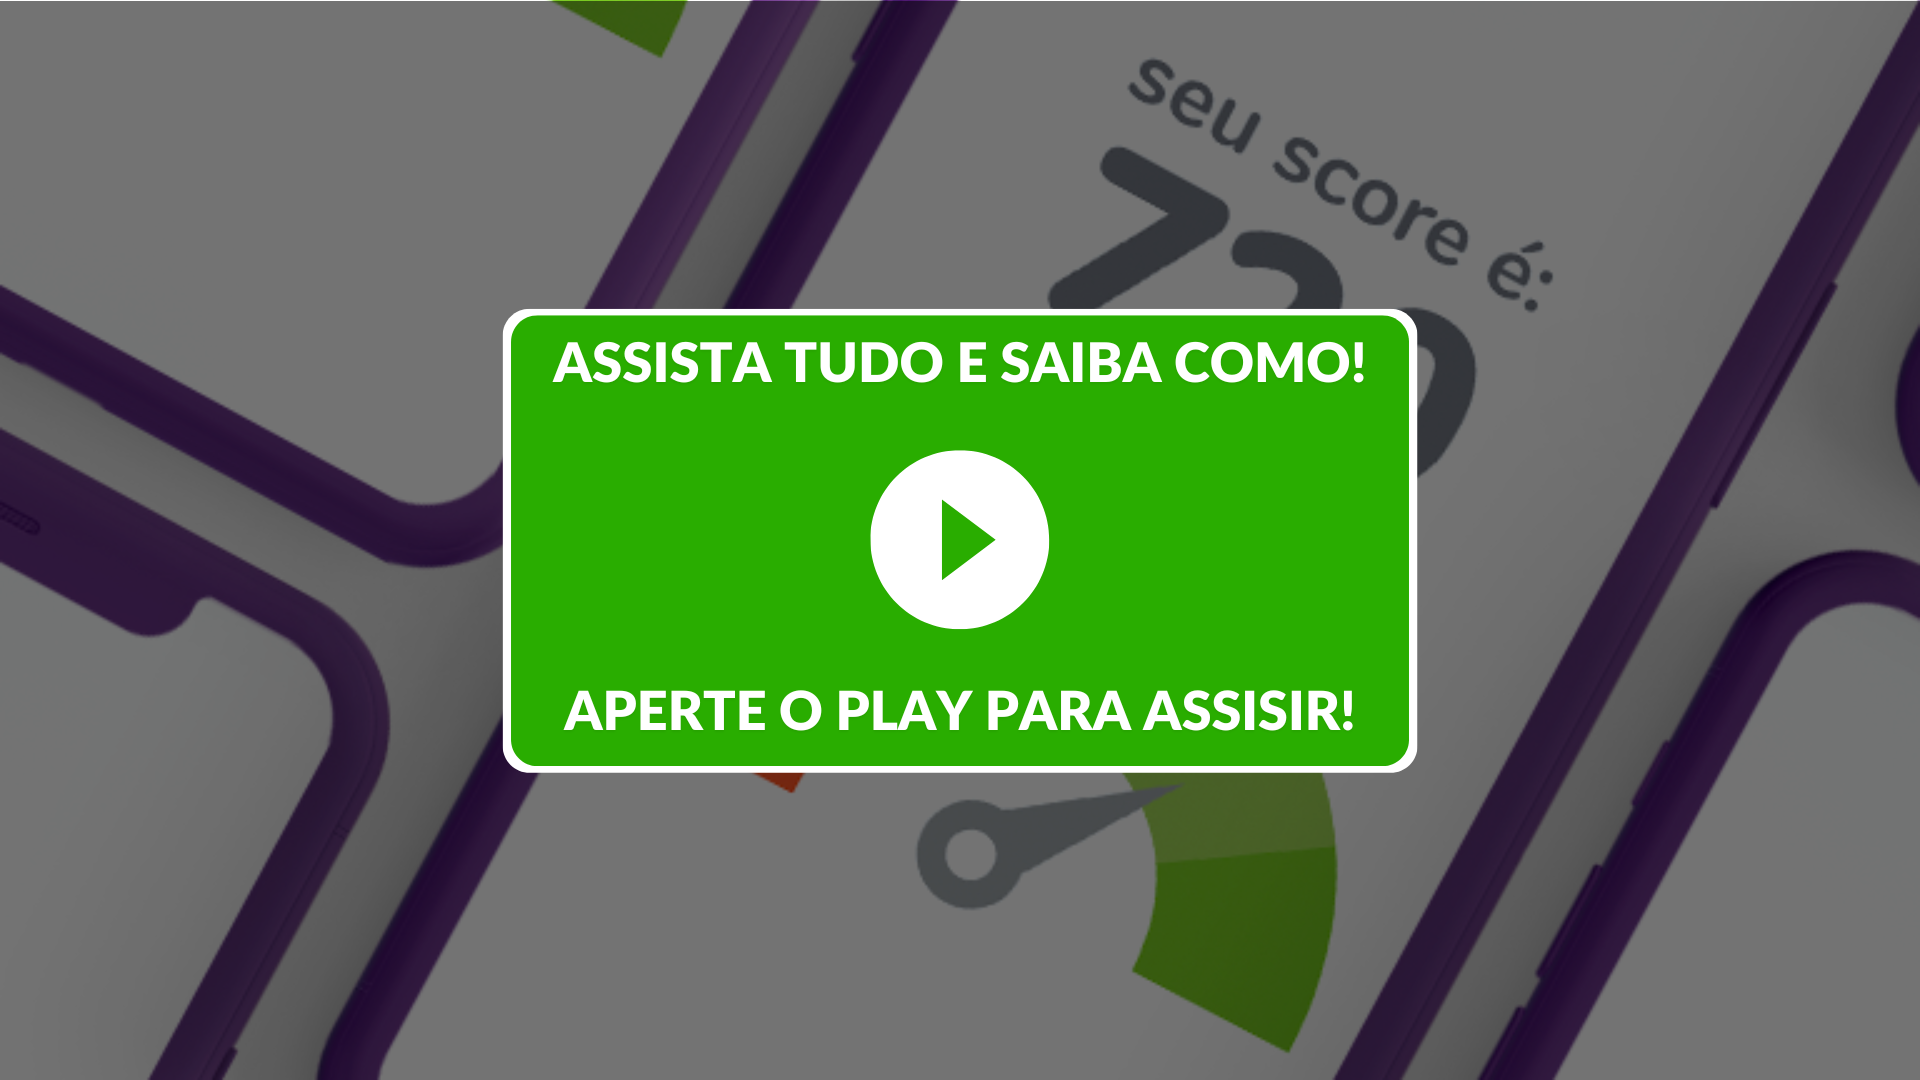 seu score é:
ASSISTA TUDO E SAIBA COMO!
APERTE O PLAY PARA ASSISIR!